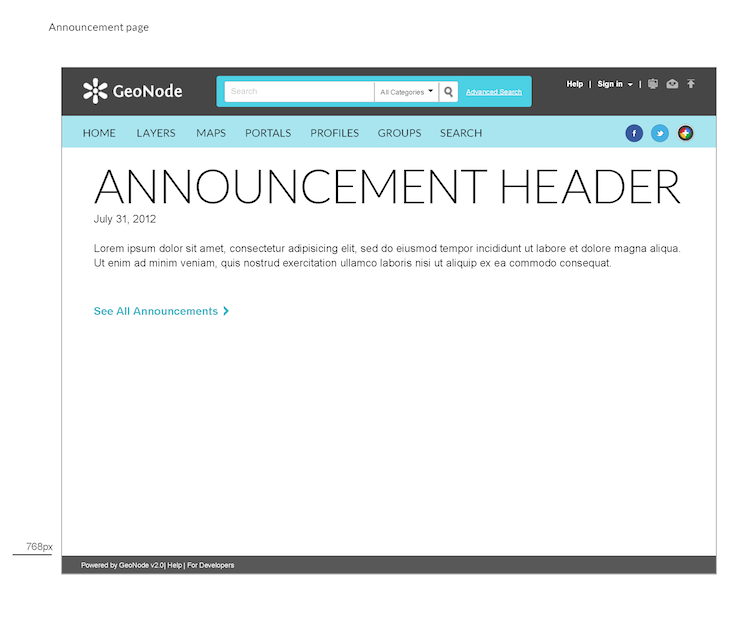 Announcement page
GeoNode
Search
All Categories
Advanced Search
Help | Sign in |
HOME LAYERS MAPS PORTALS PROFILES GROUPS SEARCH
f
ANNOUNCEMENT HEADER
July 31, 2012
Lorem ipsum dolor sit amet, consectetur adipisicing elit, sed do eiusmod tempor incididunt ut labore et dolore magna aliqua.
Ut enim ad minim veniam, quis nostrud exercitation ullamco laboris nisi ut aliquip ex ea commodo consequat.
See All Announcements
768px
Powered by GeoNode v2.0| Help | For Developers